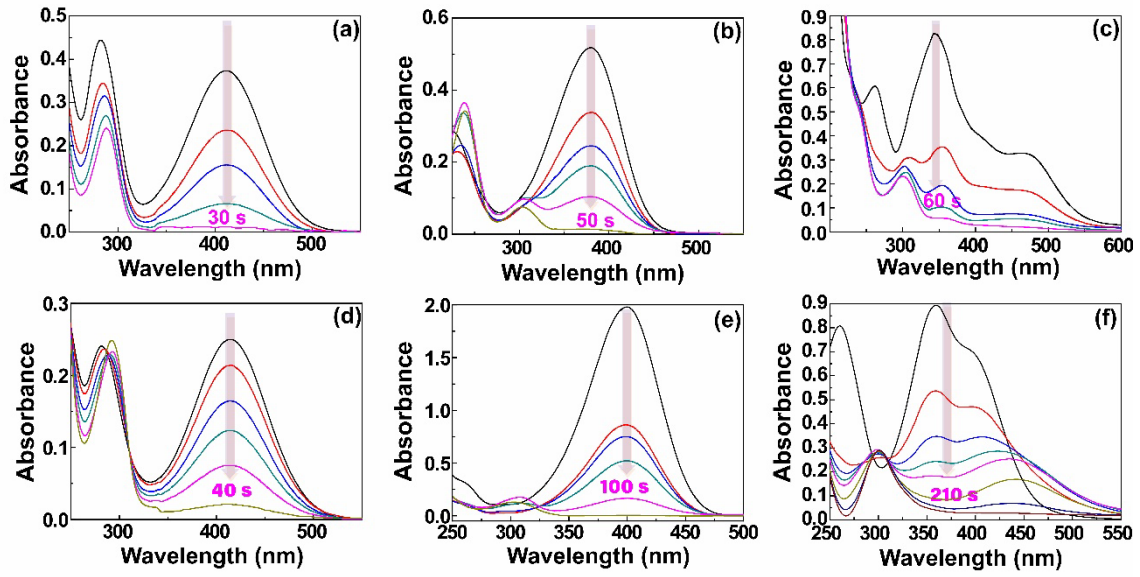 (a)
Absorbance
0.5
0.4
0.3
0.2
0.1
0.0
30 s
300 400 500
Wavelength (nm)
(b)
Absorbance
0.6
0.4
0.2
0.0
50 s
300 400 500
Wavelength (nm)
(c)
Absorbance
0.9
0.8
0.7
0.6
0.5
0.4
0.3
0.2
0.1
0.0
60 s
300 400 500 600
Wavelength (nm)
(d)
Absorbance
0.3
0.2
0.1
0.0
40 s
300 400 500
Wavelength (nm)
(e)
Absorbance
2.0
1.5
1.0
0.5
0.0
100 s
250 300 350 400 450 500
Wavelength (nm)
(f)
Absorbance
0.9
0.8
0.7
0.6
0.5
0.4
0.3
0.2
0.1
0.0
210 s
250 300 350 400 450 500 550
Wavelength (nm)